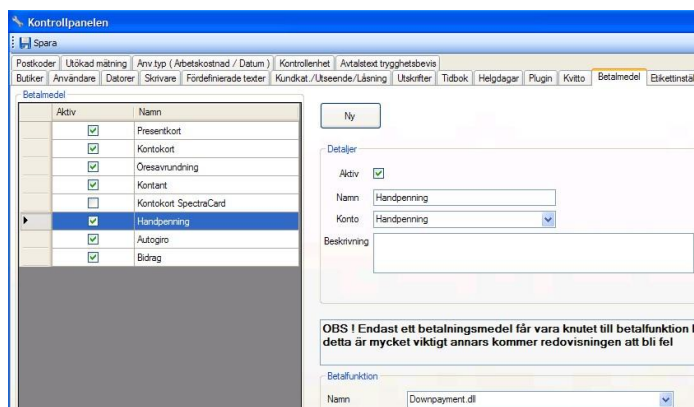 Kontrollpanelen
Spara
Postkoder Utökad mätning Anv.typ ( Arbetskostnad / Datum ) Kontrollenhet Avtalstext trygghetsbevis
Butiker Användare Datorer Skrivare Fördefinierade texter Kundkat./Utseende/Låsning Utskrifter Tidbok Helgdagar Plugin Kvitto Betalmedel Etikettinstäl
Betalmedel
Aktiv Namn
Presentkort
Kontokort
Öresavrundning
Kontant
Kontokort SpectraCard
Handpenning
Autogiro
Bidrag
Ny
Detaljer
Aktiv
Namn Handpenning
Konto Handpenning
Beskrivning
OBS ! Endast ett betalningsmedel får vara knutet till betalfunktion
detta är mycket viktigt annars kommer redovisningen att bli fel
Betalfunktion
Namn Downpayment.dll